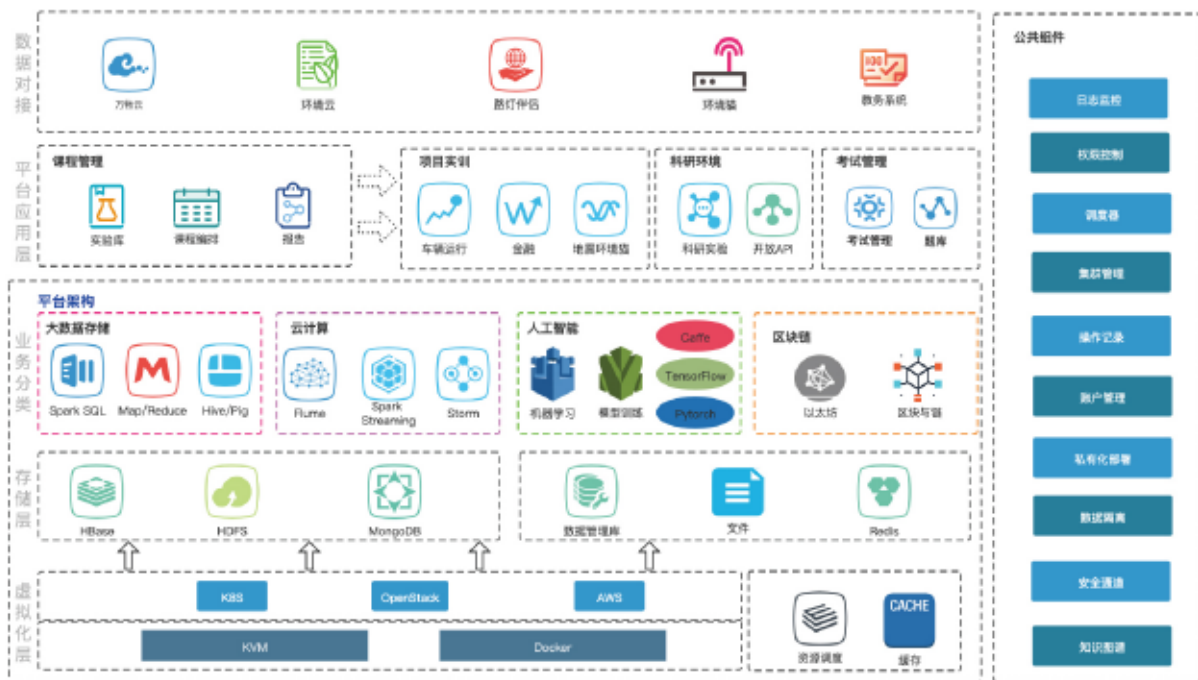 数据对接
万物云
环境云
路灯伴侣
环境猫
教务系统
平台应用层
课程管理
实验库
课程编排
报告
项目实训
车辆运行
金融
地震环境猫
科研环境
科研实验
开放API
考试管理
考试管理
题库
平台架构
业务分类
大数据存储
Spark SQL
Map/Reduce
Hive/Pig
云计算
Flume
Spark
Streaming
Storm
人工智能
机器学习
模型训练
Caffe
TensorFlow
Pytorch
区块链
以太坊
区块与链
存储层
HBase
HDFS
MongoDB
数据管理库
文件
Redis
虚拟化层
K8S
OpenStack
AWS
KVM
Docker
资源调度
CACHE
缓存
公共组件
日志监控
权限控制
调度器
集群管理
操作记录
账户管理
私有化部署
数据隔离
安全通道
知识图谱